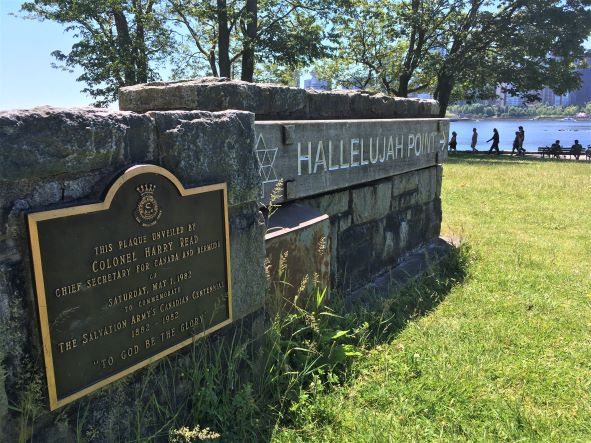 THIS PLAQUE UNVEILED BY
COLONEL HARRY READ
CHIEF SECRETARY FOR CANADA AND BERMUDA
ON
SATURDAY, MAY 1, 1982
TO COMMEMORATE
THE SALVATION ARMY'S CANADIAN CENTENNIAL
1882 - 1982
"TO GOD BE THE GLORY"
HALLELUJAH POINT